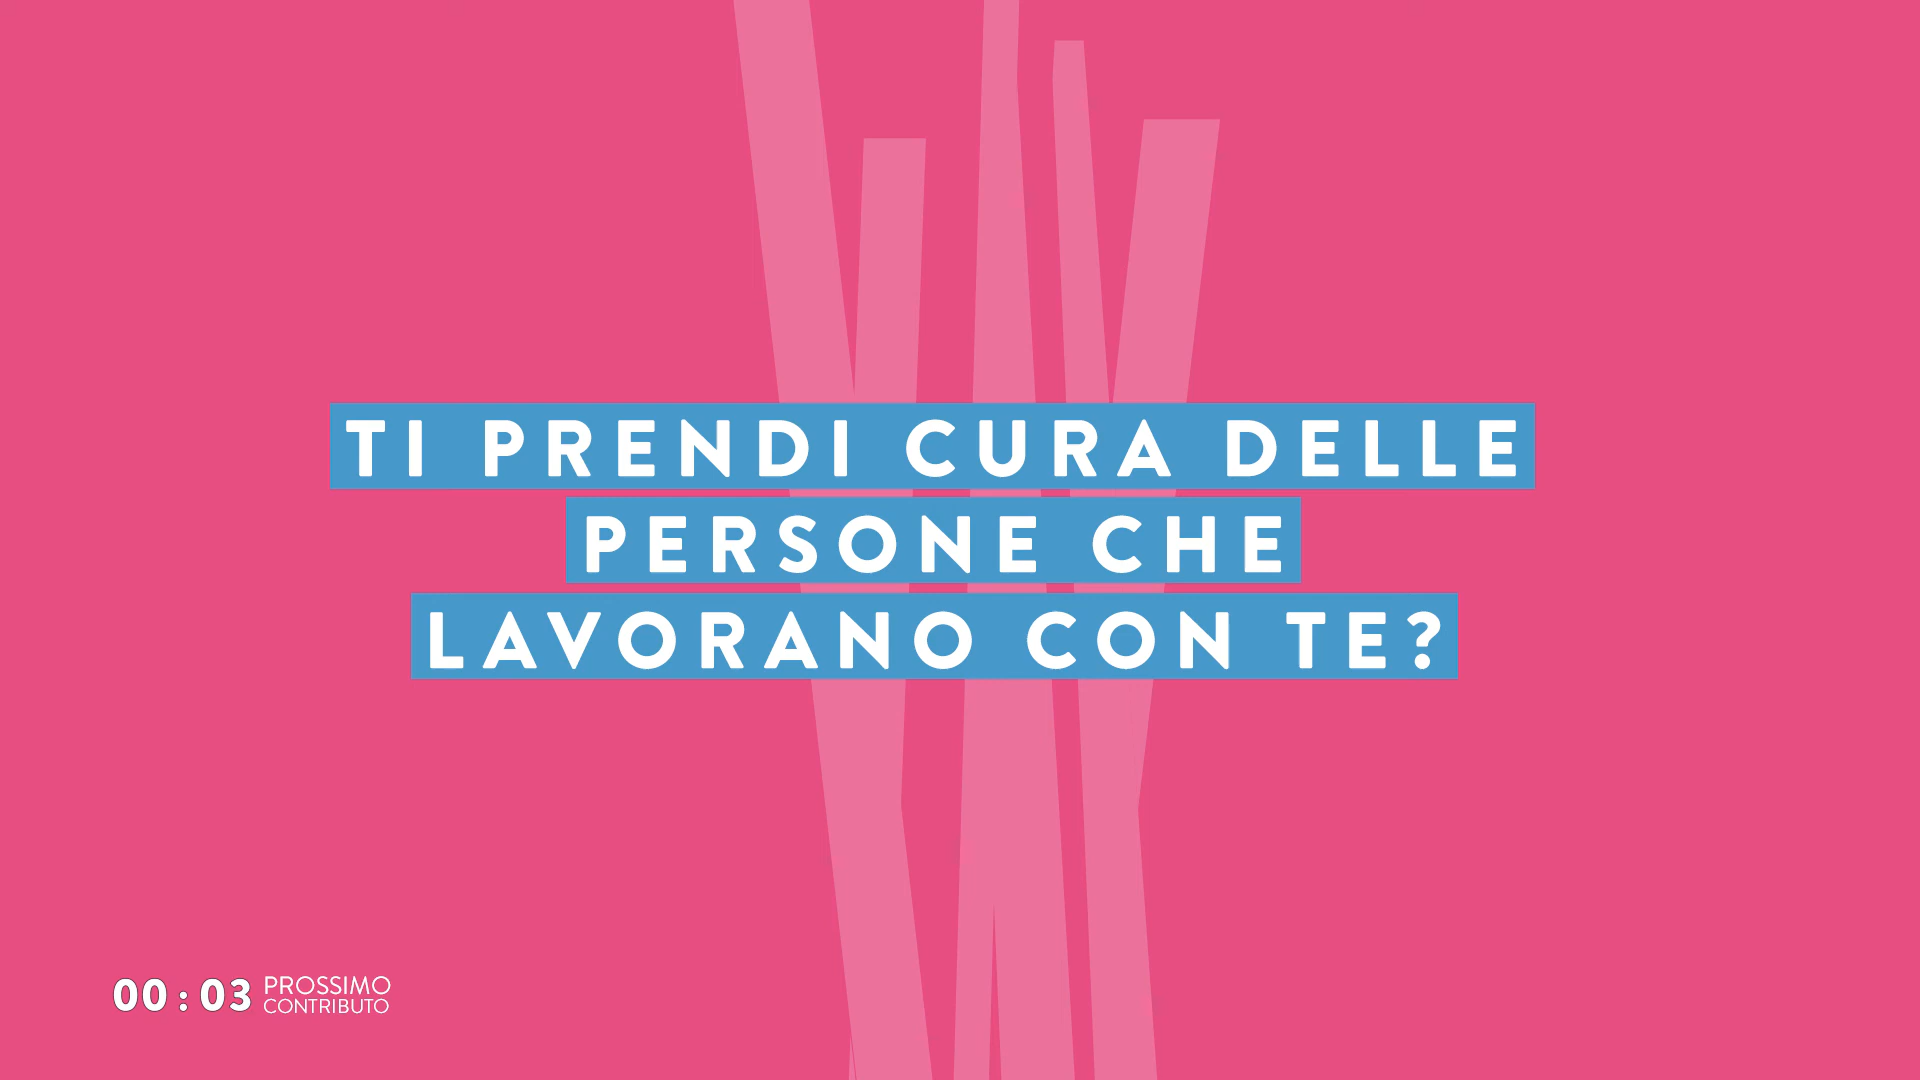 TI PRENDI CURA DELLE
PERSONE CHE
LAVORANO CON TE?
00:03 PROSSIMO
CONTRIBUTO